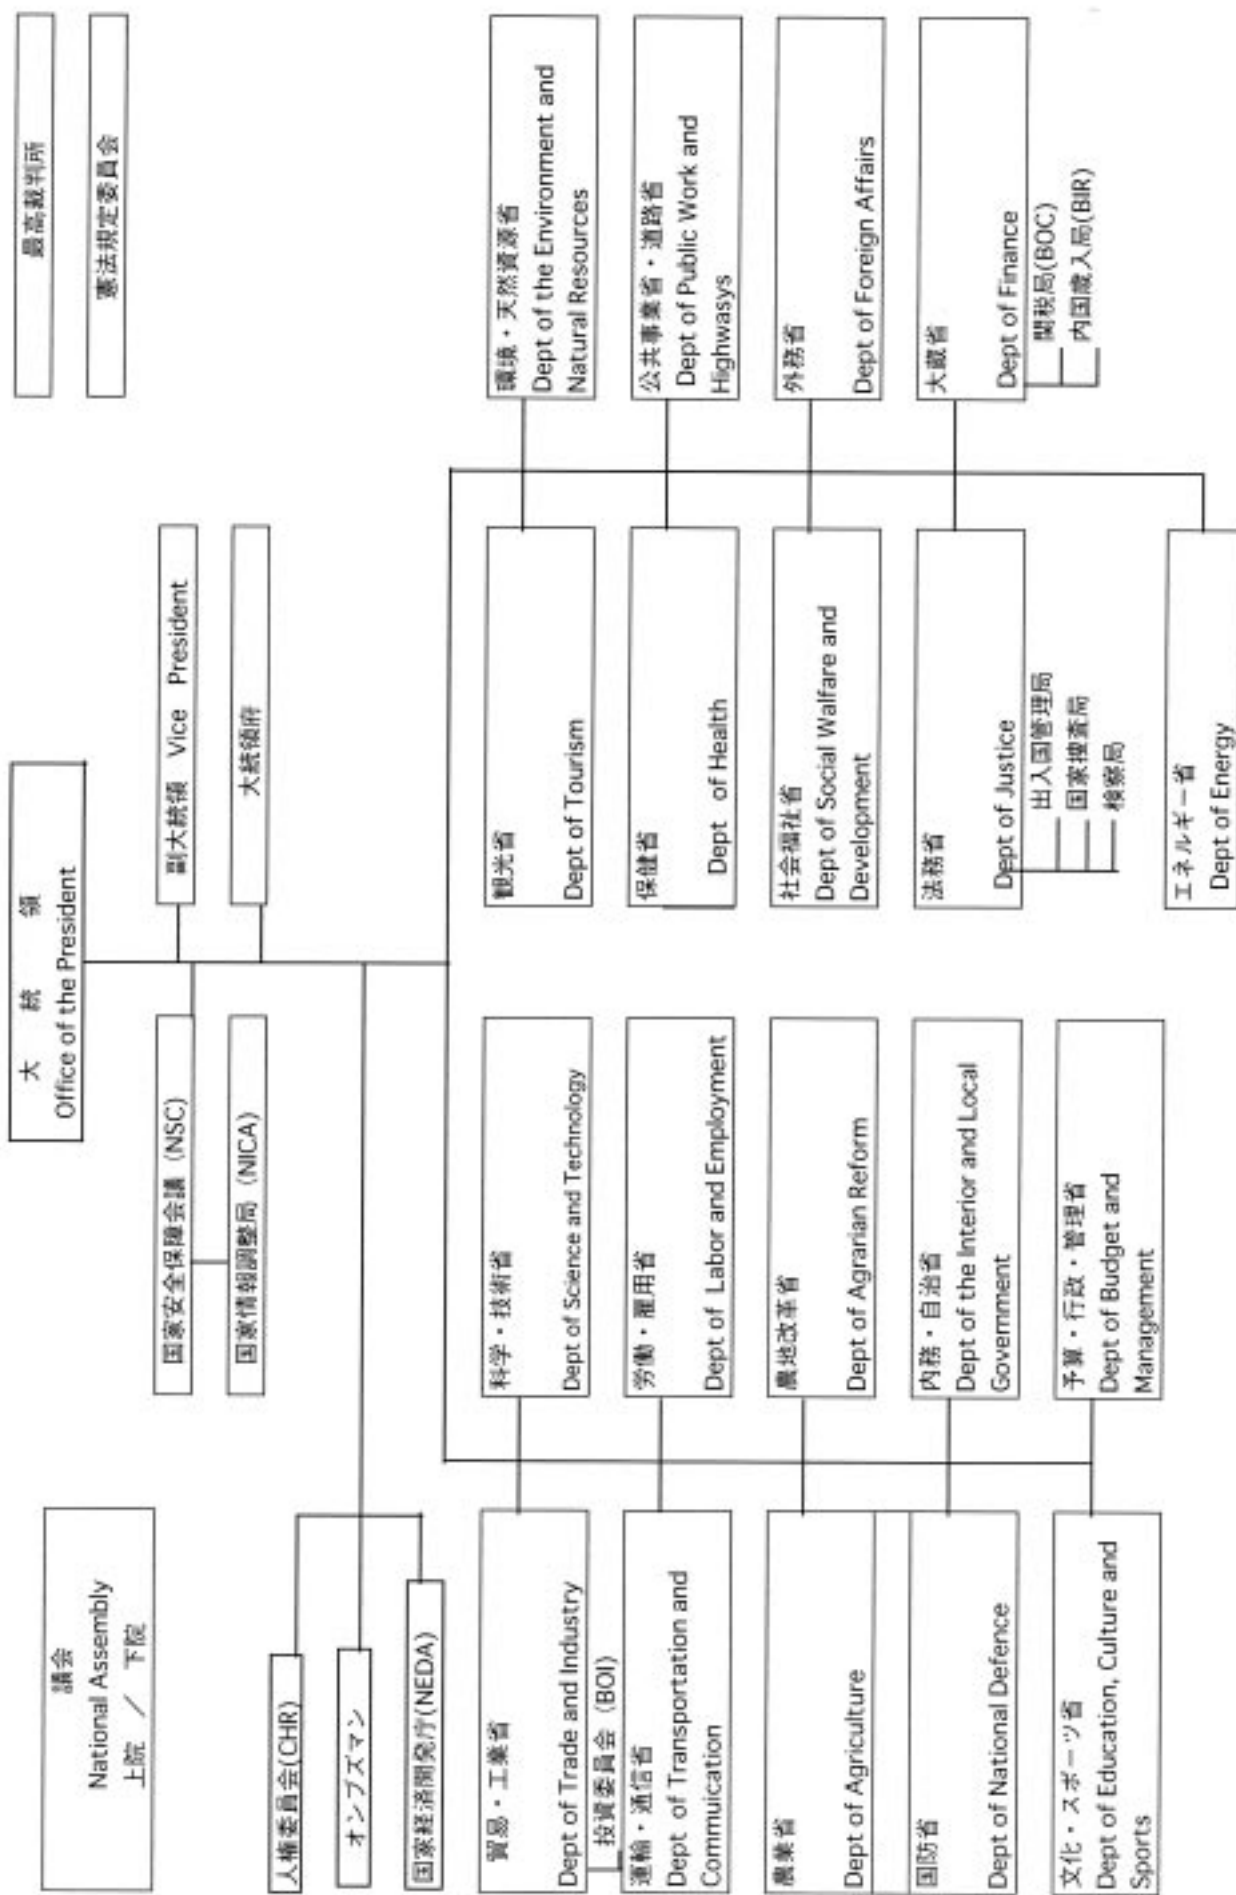 大　統　領
Office of the President
議会
National Assembly
上院　／　下院
最高裁判所
憲法規定委員会
国家安全保障会議（NSC）
国家情報調整局（NICA）
副大統領　Vice　President
大統領府
人権委員会(CHR)
オンブズマン
国家経済開発庁(NEDA)
貿易・工業省
Dept of Trade and Industry
投資委員会（BOI）
科学・技術省
Dept of Science and Technology
観光省
Dept of Tourism
環境・天然資源省
Dept of the Environment and
Natural Resources
運輸・通信省
Dept of Transportation and
Commuication
労働・雇用省
Dept of Labor and Employment
保健省
Dept of Health
公共事業省・道路省
Dept of Public Work and
Highwasys
農業省
Dept of Agriculture
農地改革省
Dept of Agrarian Reform
社会福祉省
Dept of Social Walfare and
Development
外務省
Dept of Foreign Affairs
国防省
Dept of National Defence
内務・自治省
Dept of the Interior and Local
Government
法務省
Dept of Justice
出入国管理局
国家捜査局
検察局
大蔵省
Dept of Finance
関税局(BOC)
内国歳入局(BIR)
文化・スポーツ省
Dept of Education, Culture and
Sports
予算・行政・管理省
Dept of Budget and
Management
エネルギー省
Dept of Energy